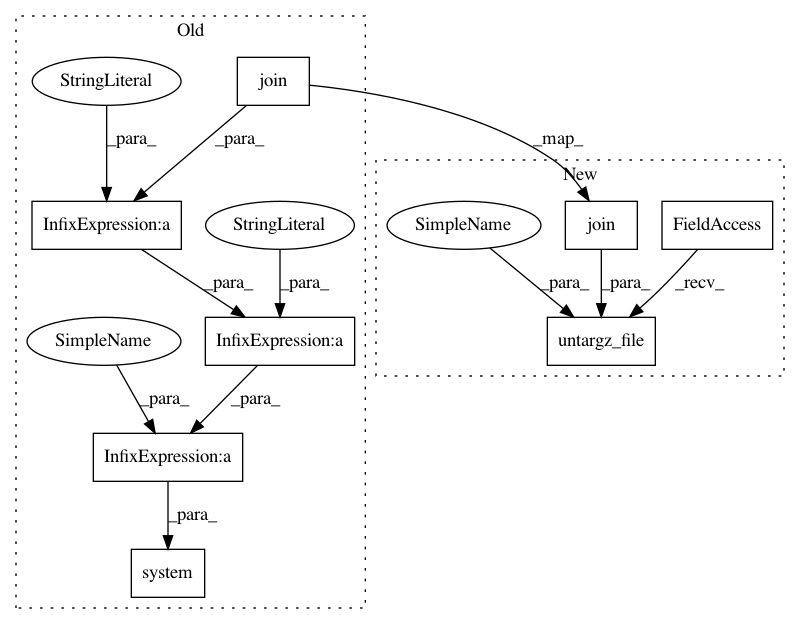 Old
StringLiteral
join
_para_
_para_
_map_
New
InfixExpression:a
StringLiteral
SimpleName
join
FieldAccess
_para_
_para_
_para_
_para_
_recv_
SimpleName
InfixExpression:a
untargz_file
_para_
_para_
InfixExpression:a
_para_
system